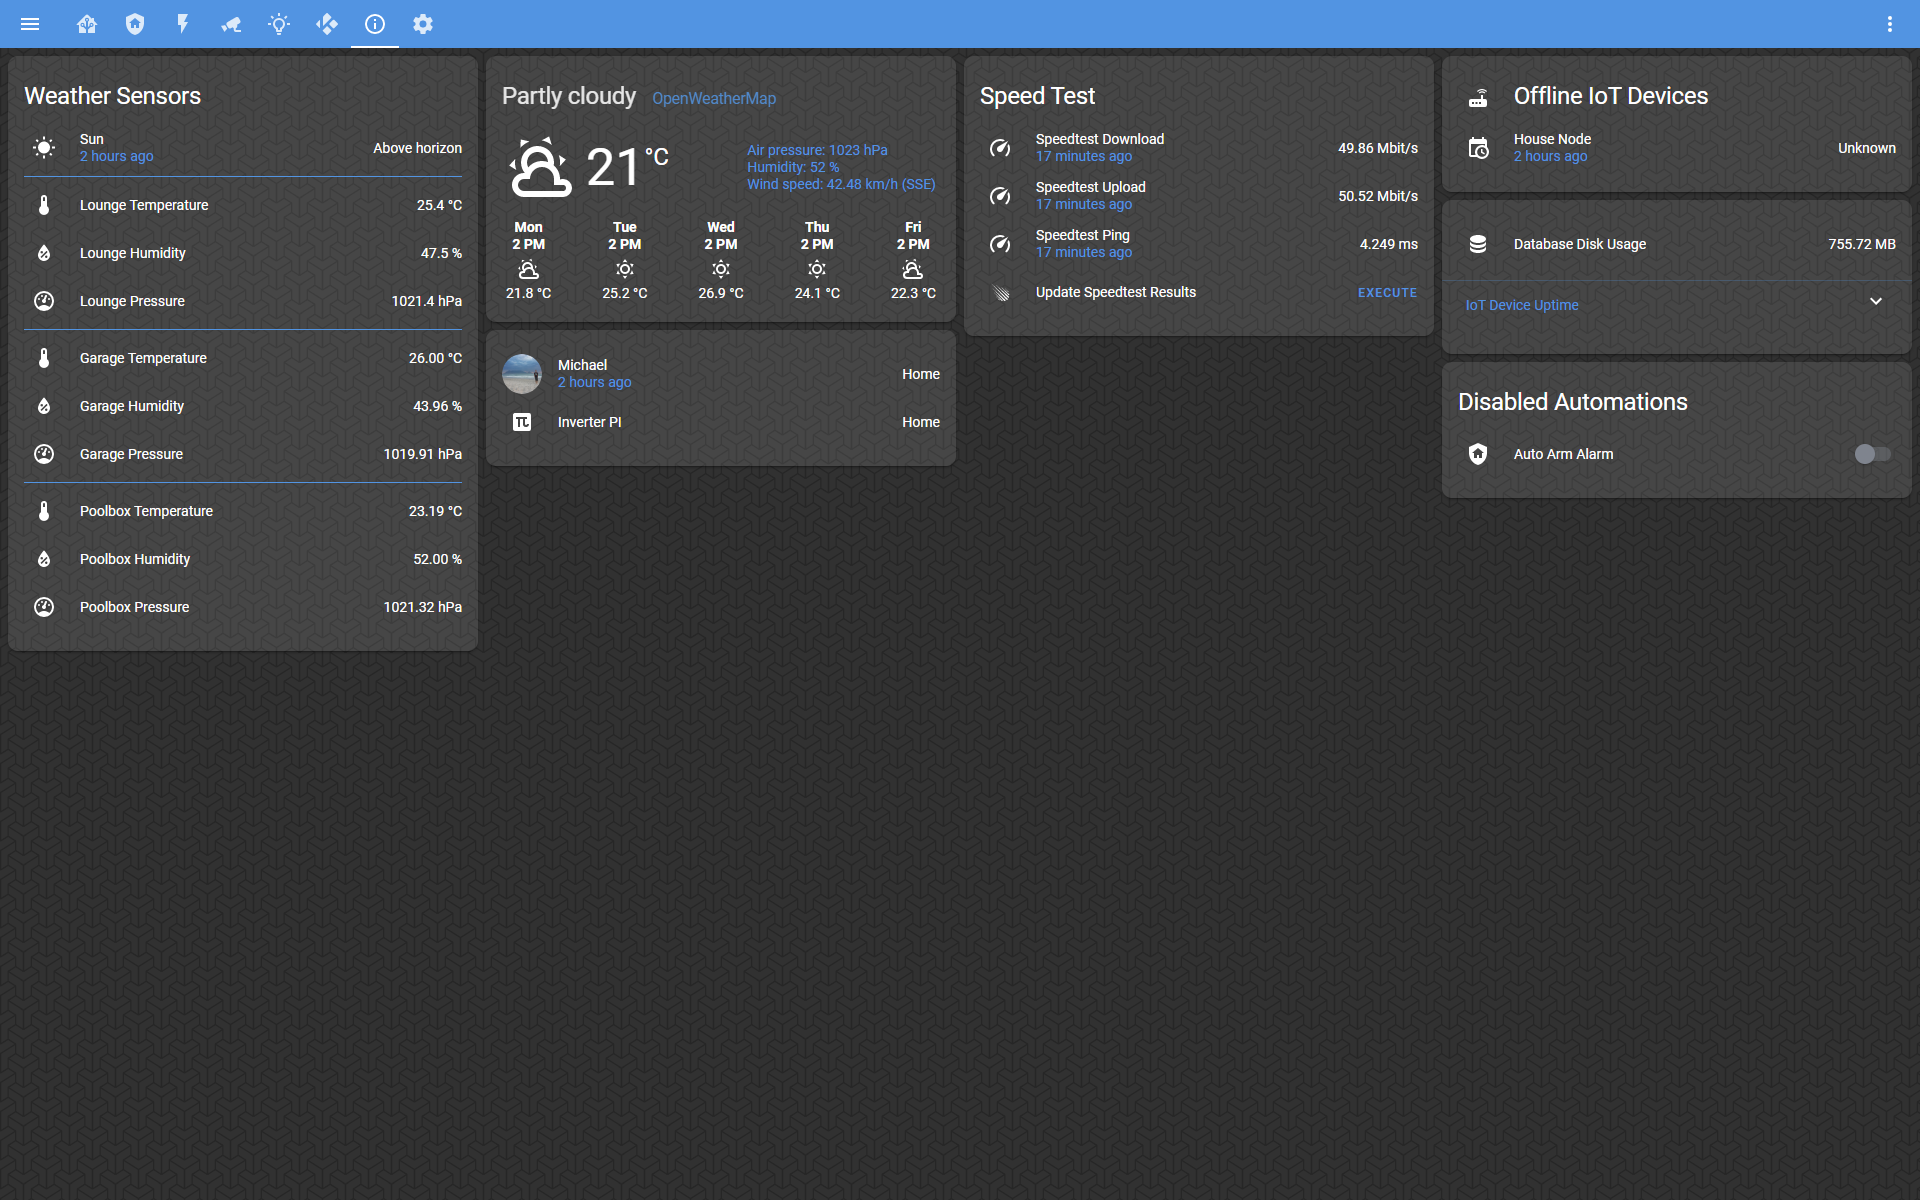 Weather Sensors
Sun
2 hours ago
Above horizon
Lounge Temperature
25.4 °C
Lounge Humidity
47.5 %
Lounge Pressure
1021.4 hPa
Garage Temperature
26.00 °C
Garage Humidity
43.96 %
Garage Pressure
1019.91 hPa
Poolbox Temperature
23.19 °C
Poolbox Humidity
52.00 %
Poolbox Pressure
1021.32 hPa
Partly cloudy OpenWeatherMap
21 °C
Air pressure: 1023 hPa
Humidity: 52 %
Wind speed: 42.48 km/h (SSE)
Mon Tue Wed Thu Fri
2 PM 2 PM 2 PM 2 PM 2 PM
21.8 °C 25.2 °C 26.9 °C 24.1 °C 22.3 °C
Michael
2 hours ago
Home
Inverter PI
Home
Speed Test
Speedtest Download
17 minutes ago
49.86 Mbit/s
Speedtest Upload
17 minutes ago
50.52 Mbit/s
Speedtest Ping
17 minutes ago
4.249 ms
Update Speedtest Results
EXECUTE
Offline IoT Devices
House Node
2 hours ago
Unknown
Database Disk Usage
755.72 MB
IoT Device Uptime
Disabled Automations
Auto Arm Alarm